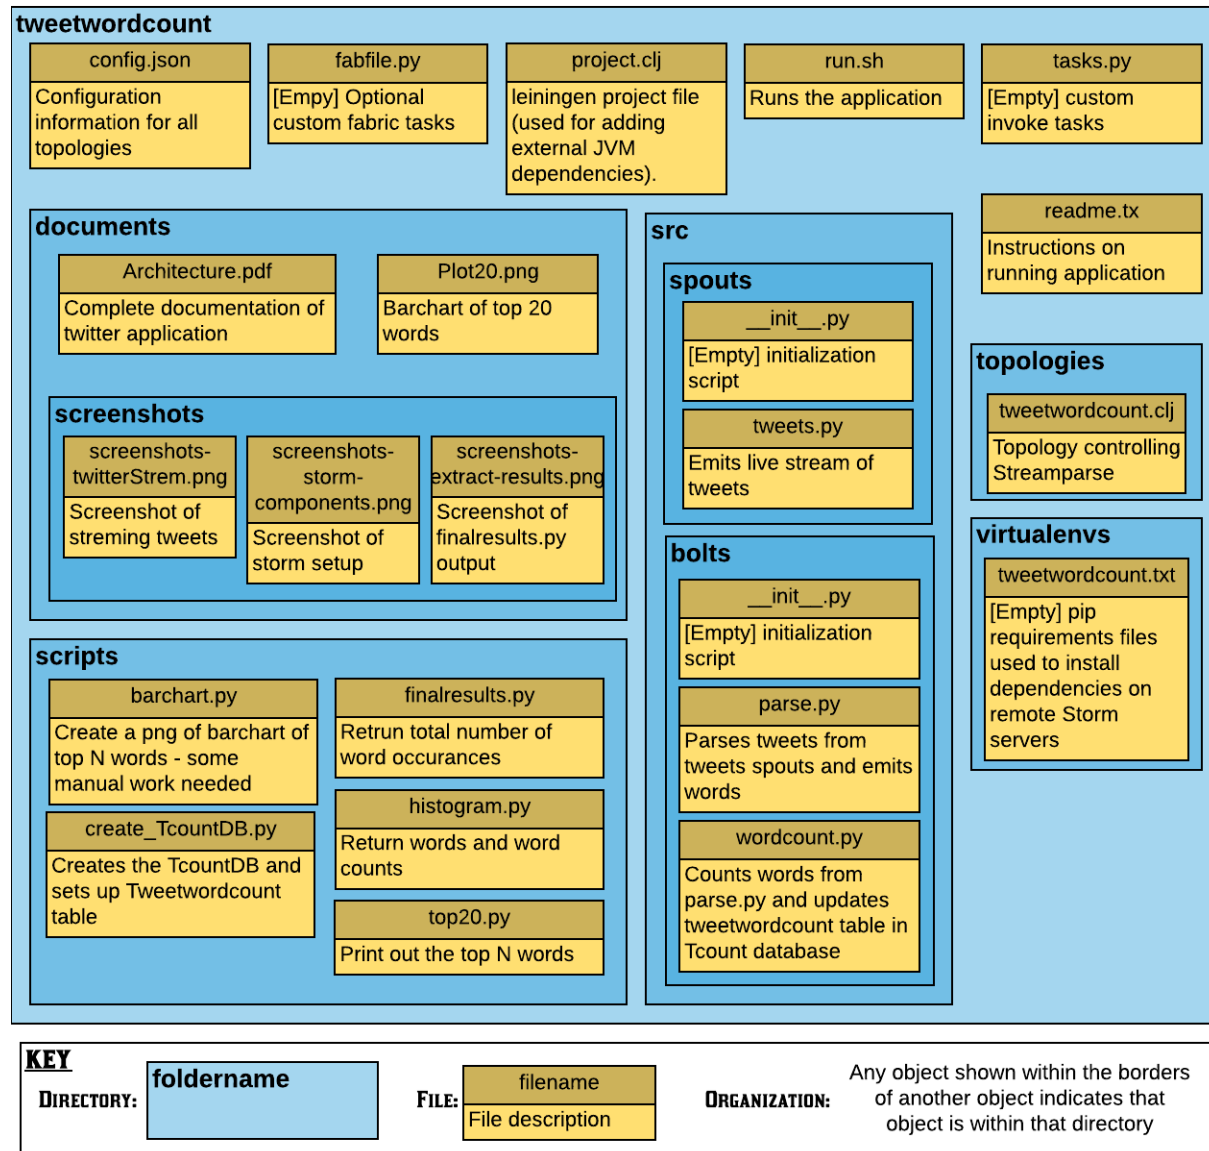 tweetwordcount
config.json
Configuration
information for all
topologies
fabfile.py
[Empy] Optional
custom fabric tasks
project.clj
leiningen project file
(used for adding
external JVM
dependencies).
run.sh
Runs the application
tasks.py
[Empty] custom
invoke tasks
readme.tx
Instructions on
running application
documents
Architecture.pdf
Complete documentation of
twitter application
Plot20.png
Barchart of top 20
words
screenshots
screenshots-
twitterStrem.png
Screenshot of
streming tweets
screenshots-
storm-
components.png
Screenshot of
storm setup
screenshots-
extract-results.png
Screenshot of
finalresults.py
output
scripts
barchart.py
Create a png of barchart of
top N words - some
manual work needed
create_TcountDB.py
Creates the TcountDB and
sets up Tweetwordcount
table
finalresults.py
Retrun total number of
word occurances
histogram.py
Return words and word
counts
top20.py
Print out the top N words
src
spouts
__init__.py
[Empty] initialization
script
tweets.py
Emits live stream of
tweets
bolts
__init__.py
[Empty] initialization
script
parse.py
Parses tweets from
tweets spouts and emits
words
wordcount.py
Counts words from
parse.py and updates
tweetwordcount table in
Tcount database
topologies
tweetwordcount.clj
Topology controlling
Streamparse
virtualenvs
tweetwordcount.txt
[Empty] pip
requirements files
used to install
dependencies on
remote Storm
servers
KEY
DIRECTORY:
foldername
FILE:
filename
File description
ORGANIZATION:
Any object shown within the borders
of another object indicates that
object is within that directory